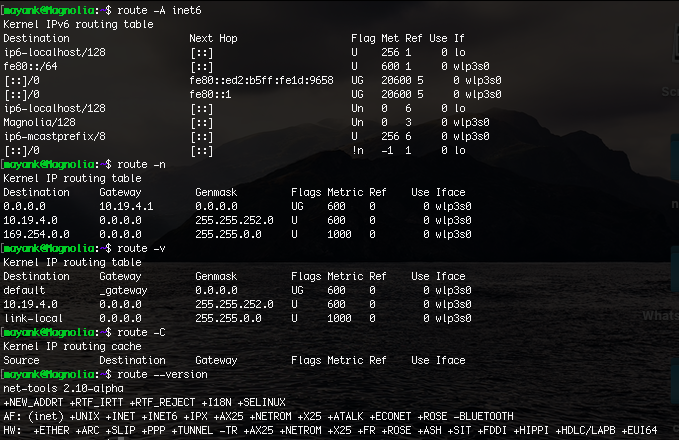 [mayank@Magnolia:~$ route -A inet6
Kernel IPv6 routing table
Destination Next Hop Flag Met Ref Use If
ip6-localhost/128 [::] U 256 1 0 lo
fe80::/64 [::] U 600 1 0 wlp3s0
[::]/0 fe80::ed2:b5ff:fe1d:9658 UG 20600 5 0 wlp3s0
[::]/0 fe80::1 UG 20600 5 0 wlp3s0
ip6-localhost/128 [::] Un 0 6 0 lo
Magnolia/128 [::] Un 0 3 0 wlp3s0
ip6-mcastprefix/8 [::] U 256 6 0 wlp3s0
[::]/0 [::] !n -1 1 0 lo
[mayank@Magnolia:~$ route -n
Kernel IP routing table
Destination Gateway Genmask Flags Metric Ref Use Iface
0.0.0.0 10.19.4.1 0.0.0.0 UG 600 0 0 wlp3s0
10.19.4.0 0.0.0.0 255.255.252.0 U 600 0 0 wlp3s0
169.254.0.0 0.0.0.0 255.255.0.0 U 1000 0 0 wlp3s0
[mayank@Magnolia:~$ route -v
Kernel IP routing table
Destination Gateway Genmask Flags Metric Ref Use Iface
default _gateway 0.0.0.0 UG 600 0 0 wlp3s0
10.19.4.0 0.0.0.0 255.255.252.0 U 600 0 0 wlp3s0
link-local 0.0.0.0 255.255.0.0 U 1000 0 0 wlp3s0
[mayank@Magnolia:~$ route -C
Kernel IP routing cache
Source Destination Gateway Flags Metric Ref Use Iface
[mayank@Magnolia:~$ route --version
net-tools 2.10-alpha
+NEW_ADDRT +RTF_IRTT +RTF_REJECT +I18N +SELINUX
AF: (inet) +UNIX +INET +INET6 +IPX +AX25 +NETROM +X25 +ATALK +ECONET +ROSE -BLUETOOTH
HW: +ETHER +ARC +SLIP +PPP +TUNNEL -TR +AX25 +NETROM +X25 +FR +ROSE +ASH +SIT +FDDI +HIPPI +HDLC/LAPB +EUI64